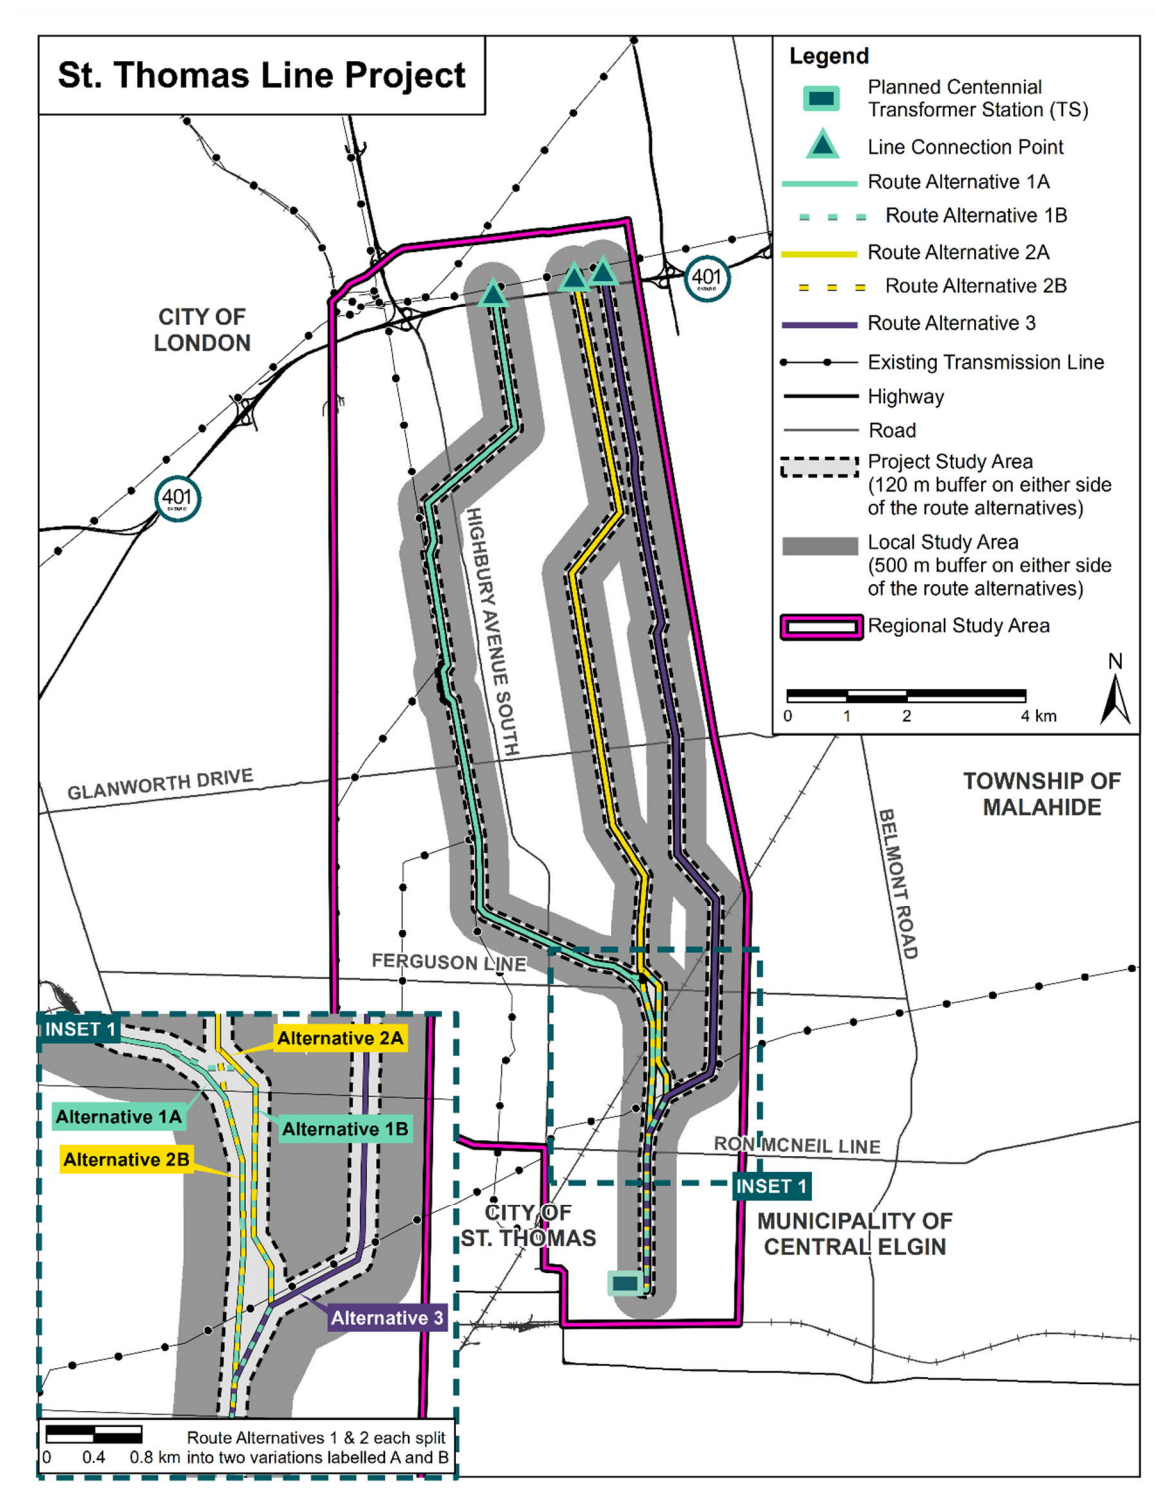 St. Thomas Line Project
Legend
Planned Centennial
Transformer Station (TS)
Line Connection Point
Route Alternative 1A
Route Alternative 1B
Route Alternative 2A
Route Alternative 2B
Route Alternative 3
Existing Transmission Line
Highway
Road
Project Study Area
(120 m buffer on either side
of the route alternatives)
Local Study Area
(500 m buffer on either side
of the route alternatives)
Regional Study Area
N
0 1 2 4 km
401
ONTARIO
CITY OF
LONDON
401
ONTARIO
HIGHBURY AVENUE SOUTH
GLANWORTH DRIVE
TOWNSHIP OF
MALAHIDE
BELMONT ROAD
FERGUSON LINE
RON MCNEIL LINE
INSET 1
CITY OF
ST. THOMAS
MUNICIPALITY OF
CENTRAL ELGIN
INSET 1
Alternative 2A
Alternative 1A
Alternative 1B
Alternative 2B
Alternative 3
0 0.4 0.8 km
Route Alternatives 1 & 2 each split
into two variations labelled A and B